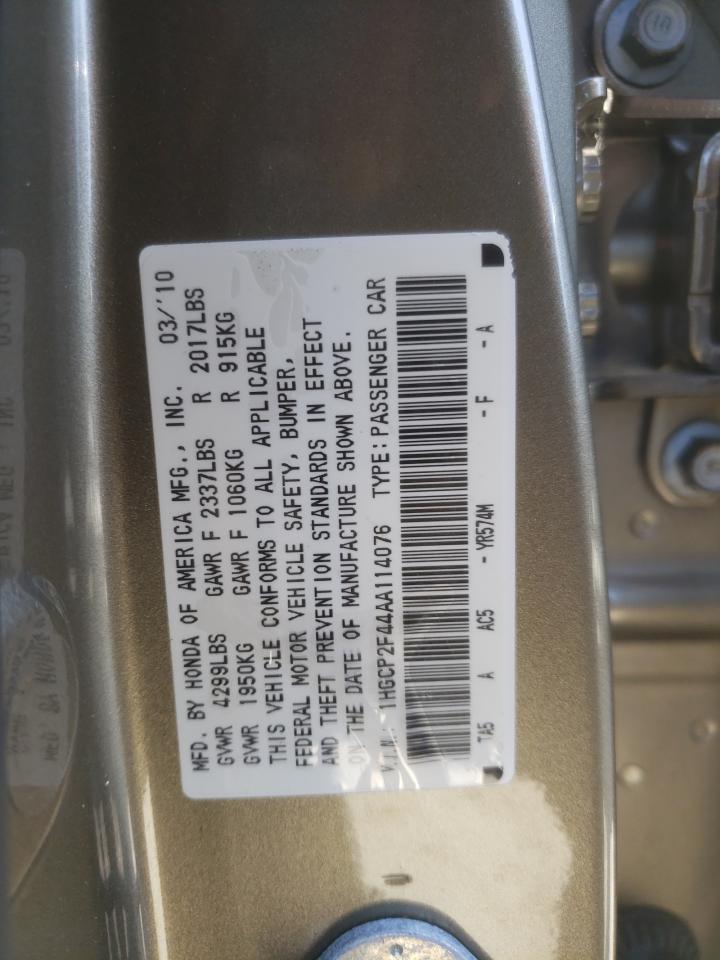 MFD. BY HONDA OF AMERICA MFG., INC. 03/'10
GVWR 4299LBS GAWR F 2337LBS R 2017LBS
GVWR 1950KG GAWR F 1060KG R 915KG
THIS VEHICLE CONFORMS TO ALL APPLICABLE
FEDERAL MOTOR VEHICLE SAFETY, BUMPER,
AND THEFT PREVENTION STANDARDS IN EFFECT
ON THE DATE OF MANUFACTURE SHOWN ABOVE.
V.I.N.: 1HGCP2F44AA114076 TYPE: PASSENGER CAR
TA5 A AC5 - YR574M - F - A